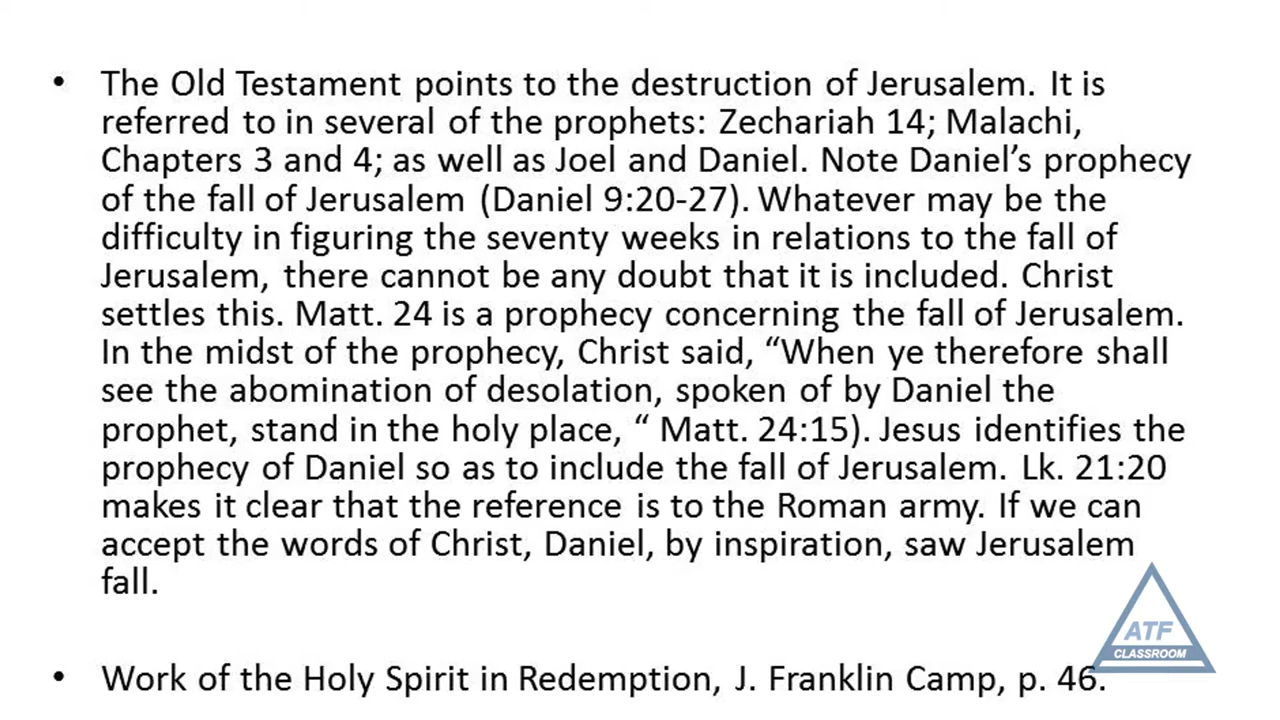 • The Old Testament points to the destruction of Jerusalem. It is
referred to in several of the prophets: Zechariah 14; Malachi,
Chapters 3 and 4; as well as Joel and Daniel. Note Daniel’s prophecy
of the fall of Jerusalem (Daniel 9:20-27). Whatever may be the
difficulty in figuring the seventy weeks in relations to the fall of
Jerusalem, there cannot be any doubt that it is included. Christ
settles this. Matt. 24 is a prophecy concerning the fall of Jerusalem.
In the midst of the prophecy, Christ said, “When ye therefore shall
see the abomination of desolation, spoken of by Daniel the
prophet, stand in the holy place, “ Matt. 24:15). Jesus identifies the
prophecy of Daniel so as to include the fall of Jerusalem. Lk. 21:20
makes it clear that the reference is to the Roman army. If we can
accept the words of Christ, Daniel, by inspiration, saw Jerusalem
fall.
• Work of the Holy Spirit in Redemption, J. Franklin Camp, p. 46.
ATF
CLASSROOM